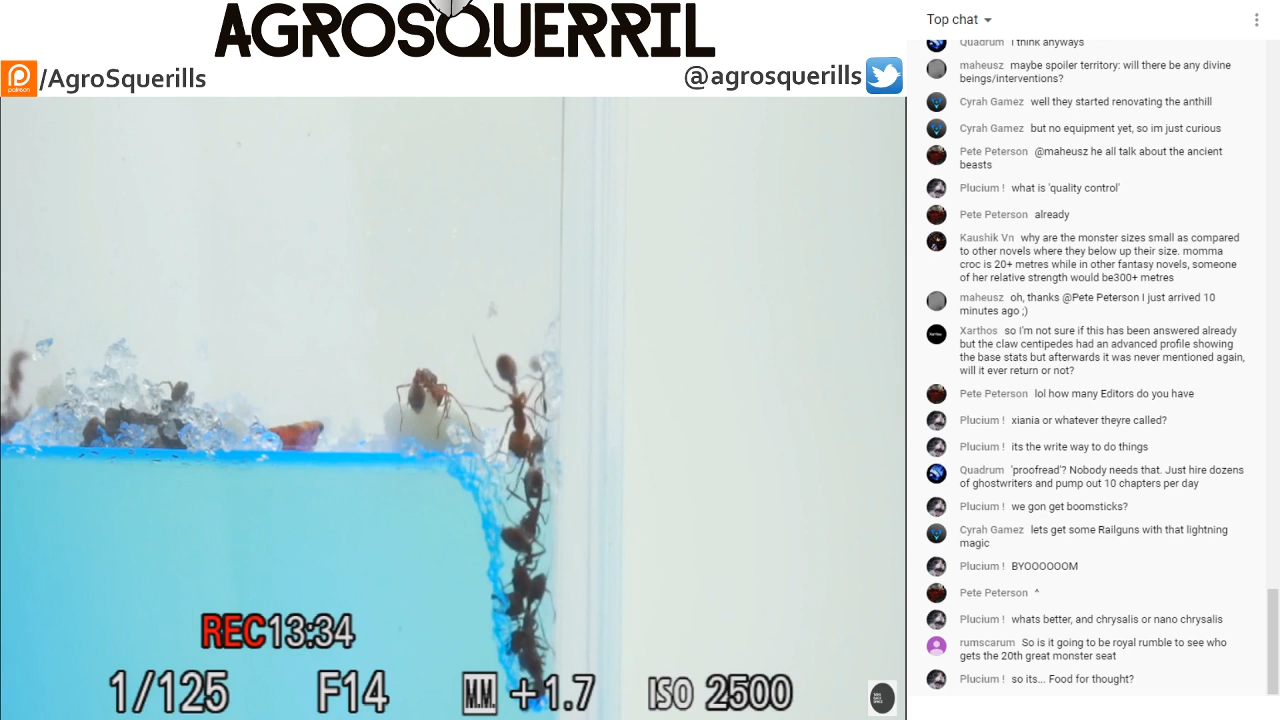 AGROSQUERRIL
/AgroSquerills
@agrosquerills
patreon
REC13:34
1/125 F14 M.M. +1.7 ISO 2500
Top chat
Quadrum I think anyways
maheusz maybe spoiler territory: will there be any divine
beings/interventions?
Cyrah Gamez well they started renovating the anthill
Cyrah Gamez but no equipment yet, so im just curious
Pete Peterson @maheusz he all talk about the ancient
beasts
Plucium ! what is 'quality control'
Pete Peterson already
Kaushik Vn why are the monster sizes small as compared
to other novels where they below up their size. momma
croc is 20+ metres while in other fantasy novels, someone
of her relative strength would be300+ metres
maheusz oh, thanks @Pete Peterson I just arrived 10
minutes ago ;)
Xarthos so I'm not sure if this has been answered already
but the claw centipedes had an advanced profile showing
the base stats but afterwards it was never mentioned again,
will it ever return or not?
Pete Peterson lol how many Editors do you have
Plucium ! xiania or whatever theyre called?
Plucium ! its the write way to do things
Quadrum 'proofread'? Nobody needs that. Just hire dozens
of ghostwriters and pump out 10 chapters per day
Plucium ! we gon get boomsticks?
Cyrah Gamez lets get some Railguns with that lightning
magic
Plucium ! BYOOOOOOM
Pete Peterson ^
Plucium ! whats better, and chrysalis or nano chrysalis
rumscarum So is it going to be royal rumble to see who
gets the 20th great monster seat
Plucium ! so its... Food for thought?